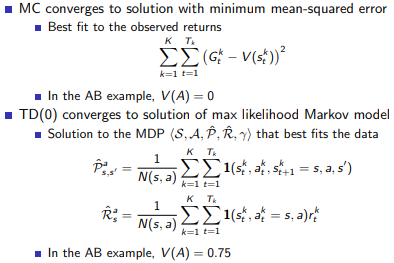 MC converges to solution with minimum mean-squared error
Best fit to the observed returns
$\sum_{k=1}^{K} \sum_{t=1}^{T_k} \left( G_t^k - V(s_t^k) \right)^2$
In the AB example, $V(A) = 0$
TD(0) converges to solution of max likelihood Markov model
Solution to the MDP $\langle \mathcal{S}, \mathcal{A}, \hat{\mathcal{P}}, \hat{\mathcal{R}}, \gamma \rangle$ that best fits the data
$\hat{\mathcal{P}}_{s,s'}^{a} = \frac{1}{N(s,a)} \sum_{k=1}^{K} \sum_{t=1}^{T_k} \mathbf{1}(s_t^k, a_t^k, s_{t+1}^k = s, a, s')$
$\hat{\mathcal{R}}_{s}^{a} = \frac{1}{N(s,a)} \sum_{k=1}^{K} \sum_{t=1}^{T_k} \mathbf{1}(s_t^k, a_t^k = s, a) r_t^k$
In the AB example, $V(A) = 0.75$